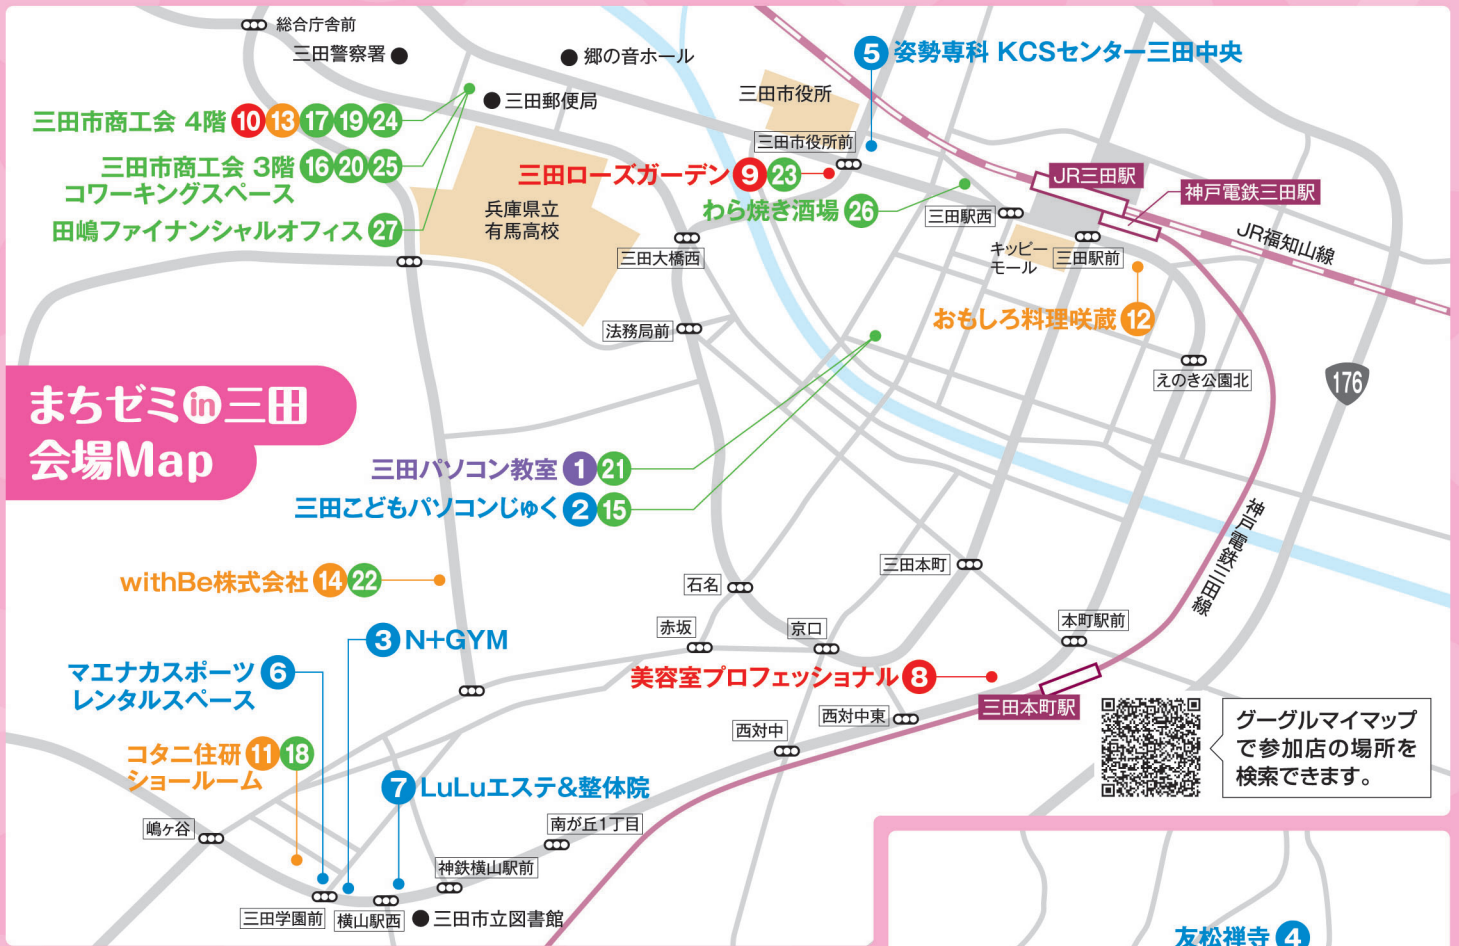 総合庁舎前
三田警察署
郷の音ホール
三田郵便局
5 姿勢専科 KCSセンター三田中央
三田市役所
三田市役所前
三田市商工会 4階 10 13 17 19 24
三田市商工会 3階 16 20 25
コワーキングスペース
田嶋ファイナンシャルオフィス 27
兵庫県立
有馬高校
三田ローズガーデン 9 23
わら焼き酒場 26
JR三田駅
神戸電鉄三田駅
三田駅西
JR福知山線
三田大橋西
キッピー
モール
三田駅前
おもしろ料理咲蔵 12
法務局前
えのき公園北
176
まちゼミin三田
会場Map
三田パソコン教室 1 21
三田こどもパソコンじゅく 2 15
神戸電鉄三田線
withBe株式会社 14 22
石名
三田本町
赤坂
京口
本町駅前
3 N+GYM
マエナカスポーツ 6
レンタルスペース
美容室プロフェッショナル 8
三田本町駅
西対中
西対中東
グーグルマイマップ
で参加店の場所を
検索できます。
コタニ住研 11 18
ショールーム
7 LuLuエステ&整体院
嶋ヶ谷
南が丘1丁目
神鉄横山駅前
三田学園前
横山駅西
三田市立図書館
友松禅寺 4